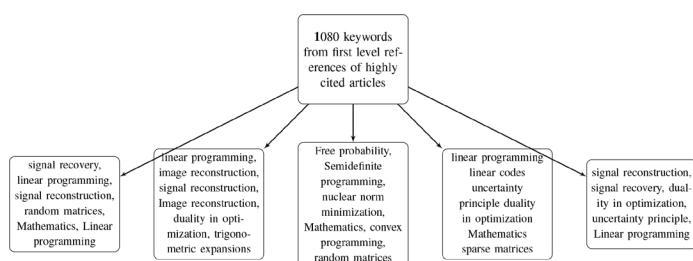 1080 keywords
from first level ref-
erences of highly
cited articles
signal recovery,
linear programming,
signal reconstruction,
random matrices,
Mathematics, Linear
programming
linear programming,
image reconstruction,
signal reconstruction,
Image reconstruction,
duality in opti-
mization, trigono-
metric expansions
Free probability,
Semidefinite
programming,
nuclear norm
minimization,
Mathematics, convex
programming,
random matrices
linear programming
linear codes
uncertainty
principle duality
in optimization
Mathematics
sparse matrices
signal reconstruction,
signal recovery, dual-
ity in optimization,
uncertainty principle,
Linear programming